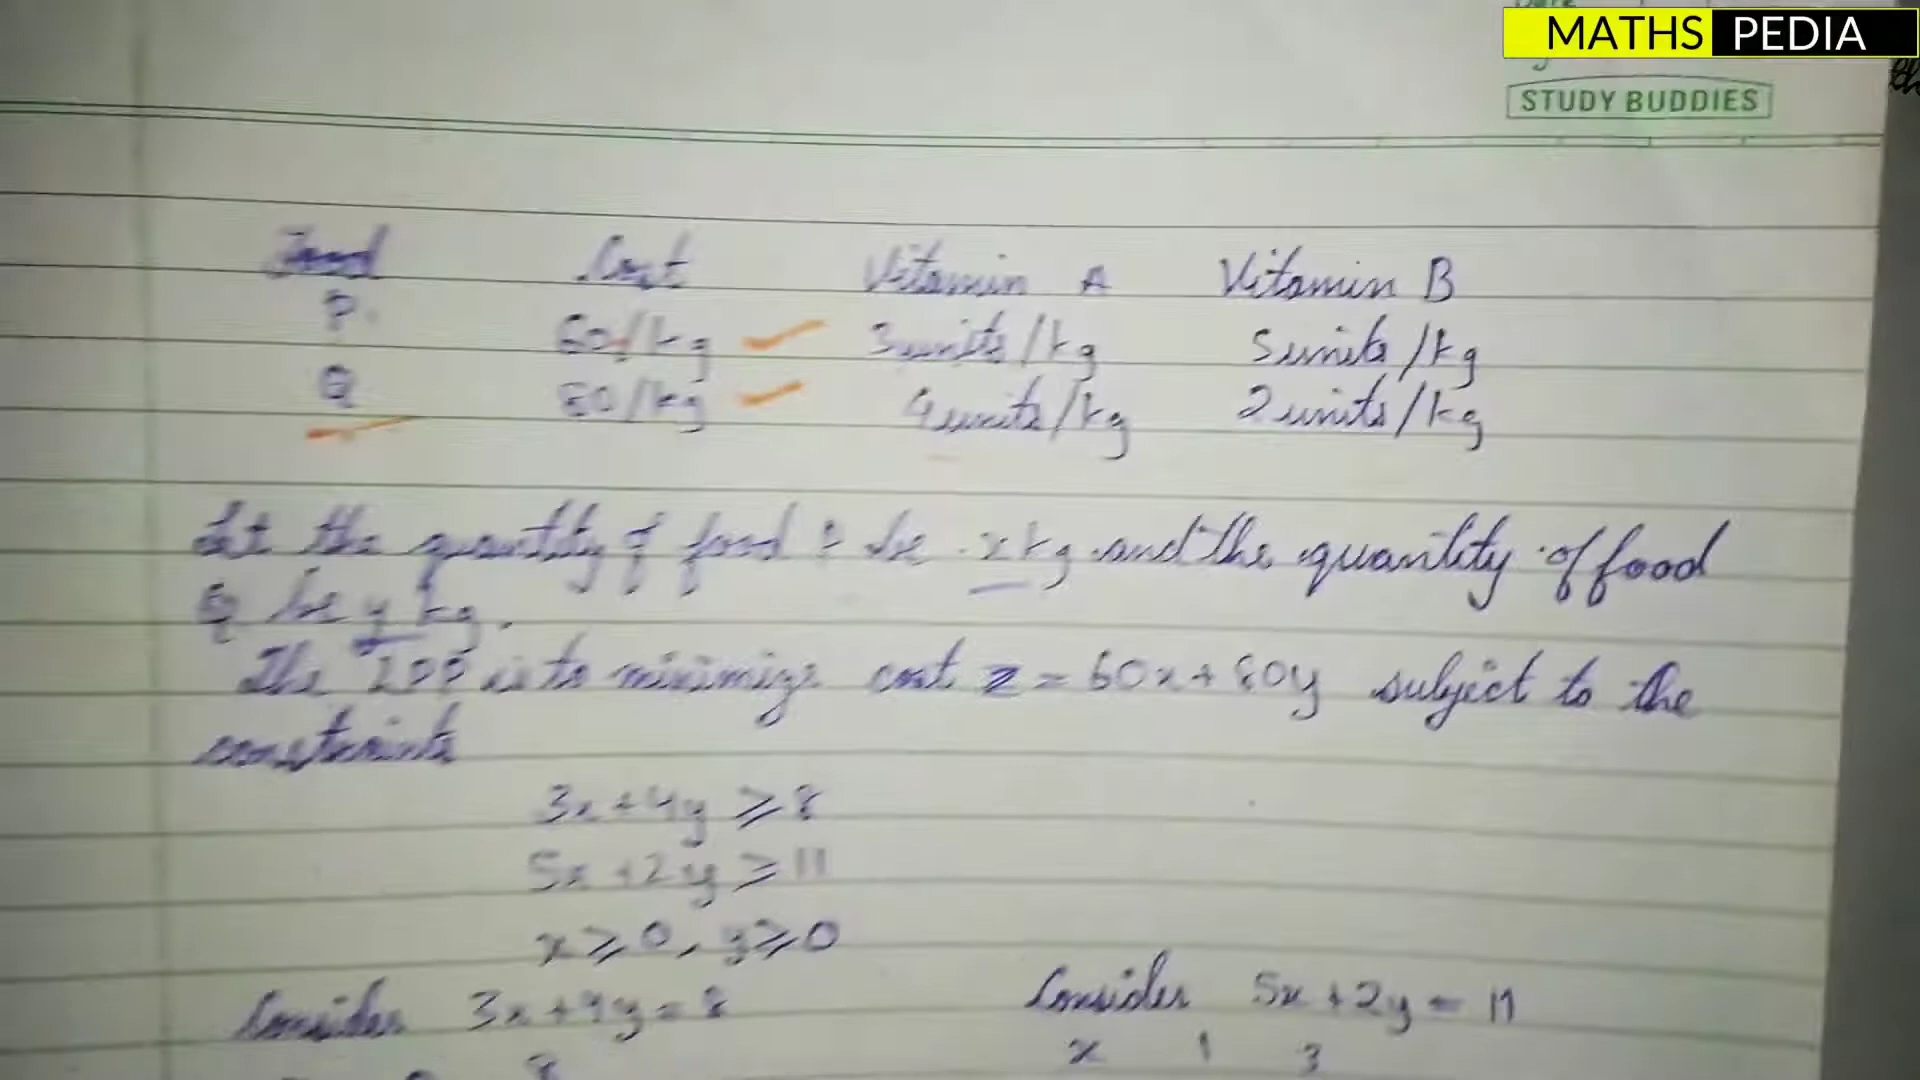 MATHS PEDIA
STUDY BUDDIES
Food Cost Vitamin A Vitamin B
P
60/kg 3units/kg 5units/kg
Q 80/kg 4units/kg 2units/kg
Let the quantity of food P be x kg and the quantity of food
Q be y kg.
The LPP is to minimize cost z = 60x + 80y subject to the
constraints
3x + 4y ⩾ 8
5x + 2y ⩾ 11
x ⩾ 0, y ⩾ 0
Consider 3x + 4y = 8 Consider 5x + 2y = 11
x 1 3